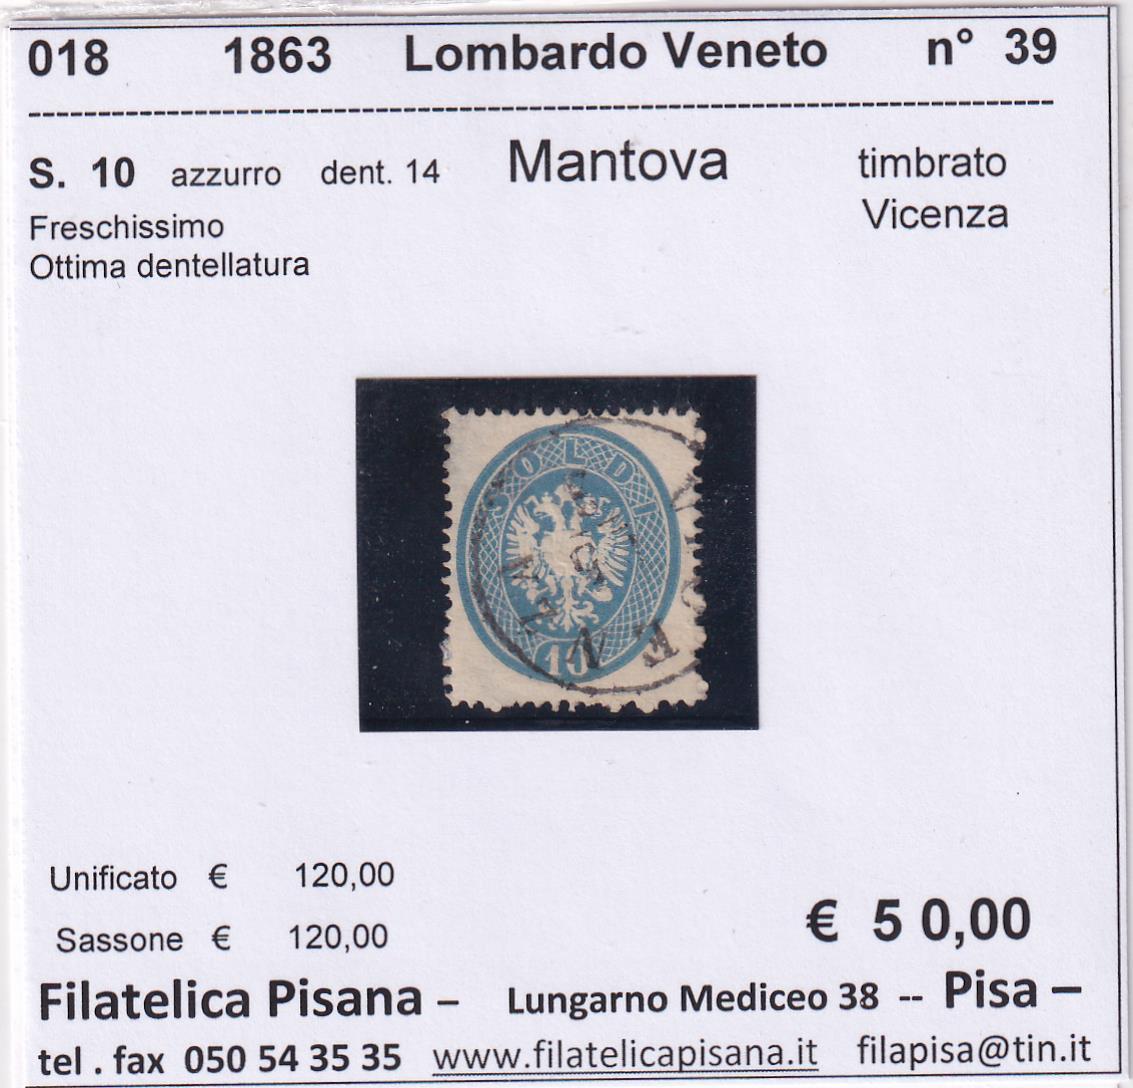 018 1863 Lombardo Veneto n° 39
S. 10 azzurro dent. 14 Mantova timbrato
Vicenza
Freschissimo
Ottima dentellatura
SOLDI
10
Unificato € 120,00
Sassone € 120,00
€ 5 0,00
Filatelica Pisana – Lungarno Mediceo 38 -- Pisa –
tel . fax 050 54 35 35 www.filatelicapisana.it filapisa@tin.it